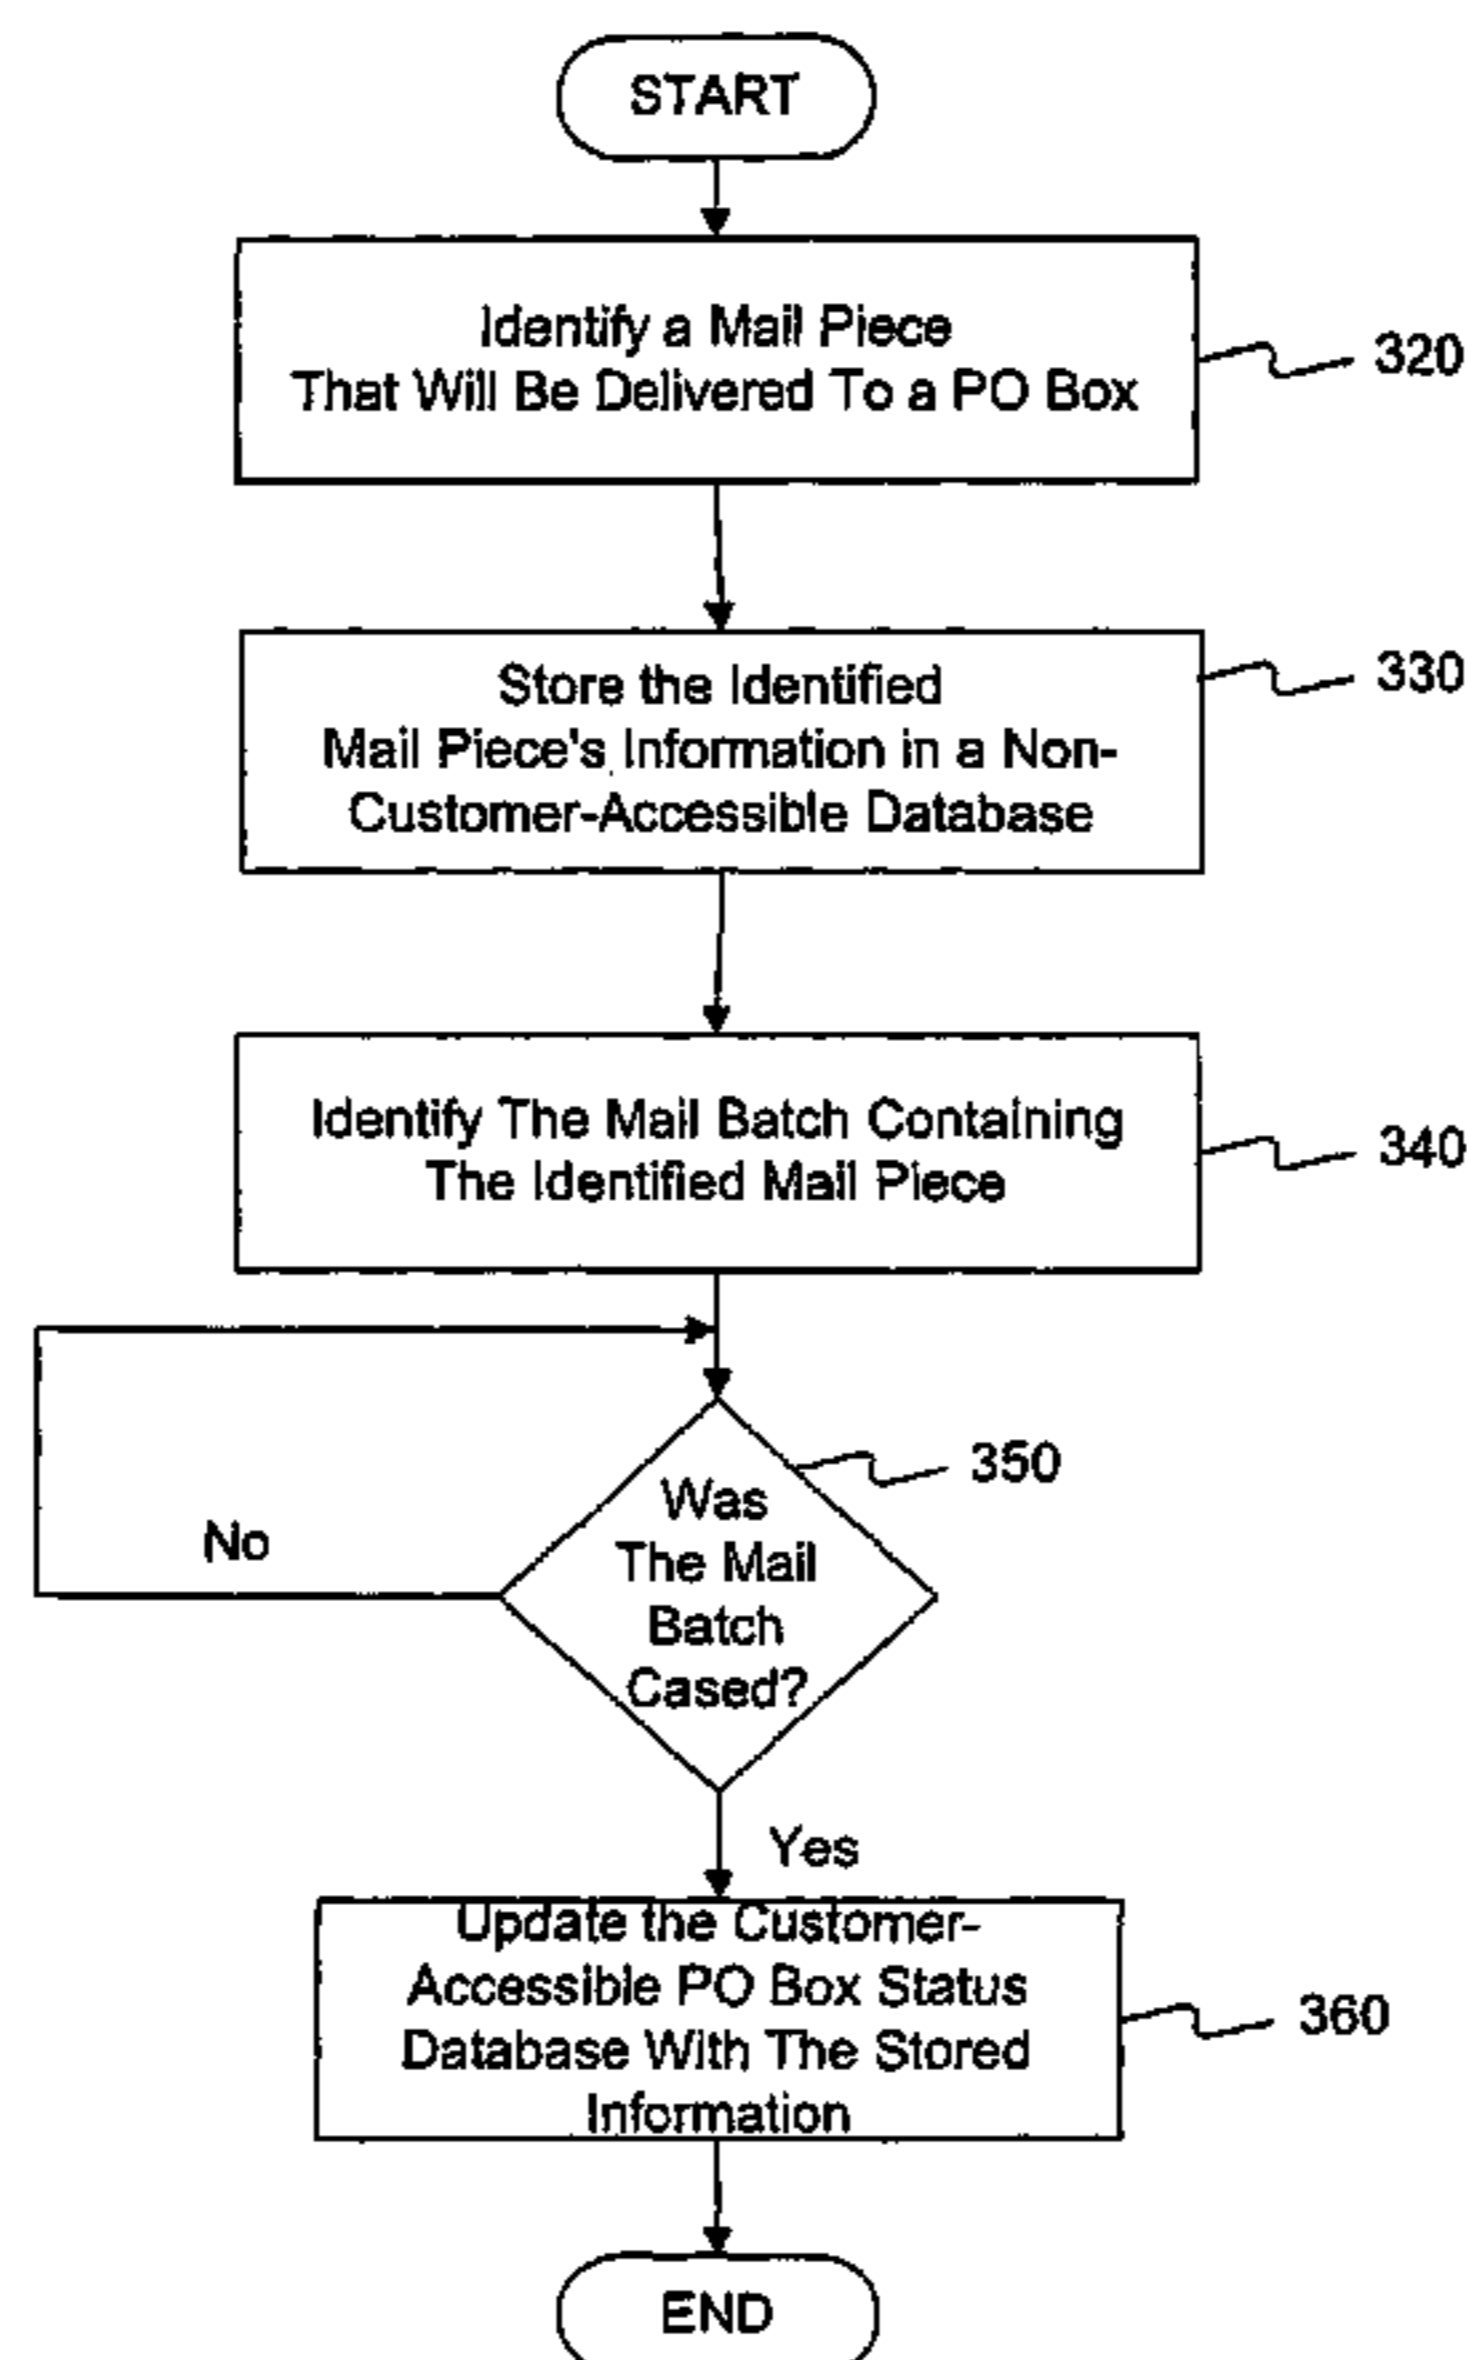 START
Identify a Mail Piece
That Will Be Delivered To a PO Box
320
Store the Identified
Mail Piece's Information in a Non-
Customer-Accessible Database
330
Identify The Mail Batch Containing
The Identified Mail Piece
340
Was
The Mail
Batch
Cased?
350
No
Yes
Update the Customer-
Accessible PO Box Status
Database With The Stored
Information
360
END